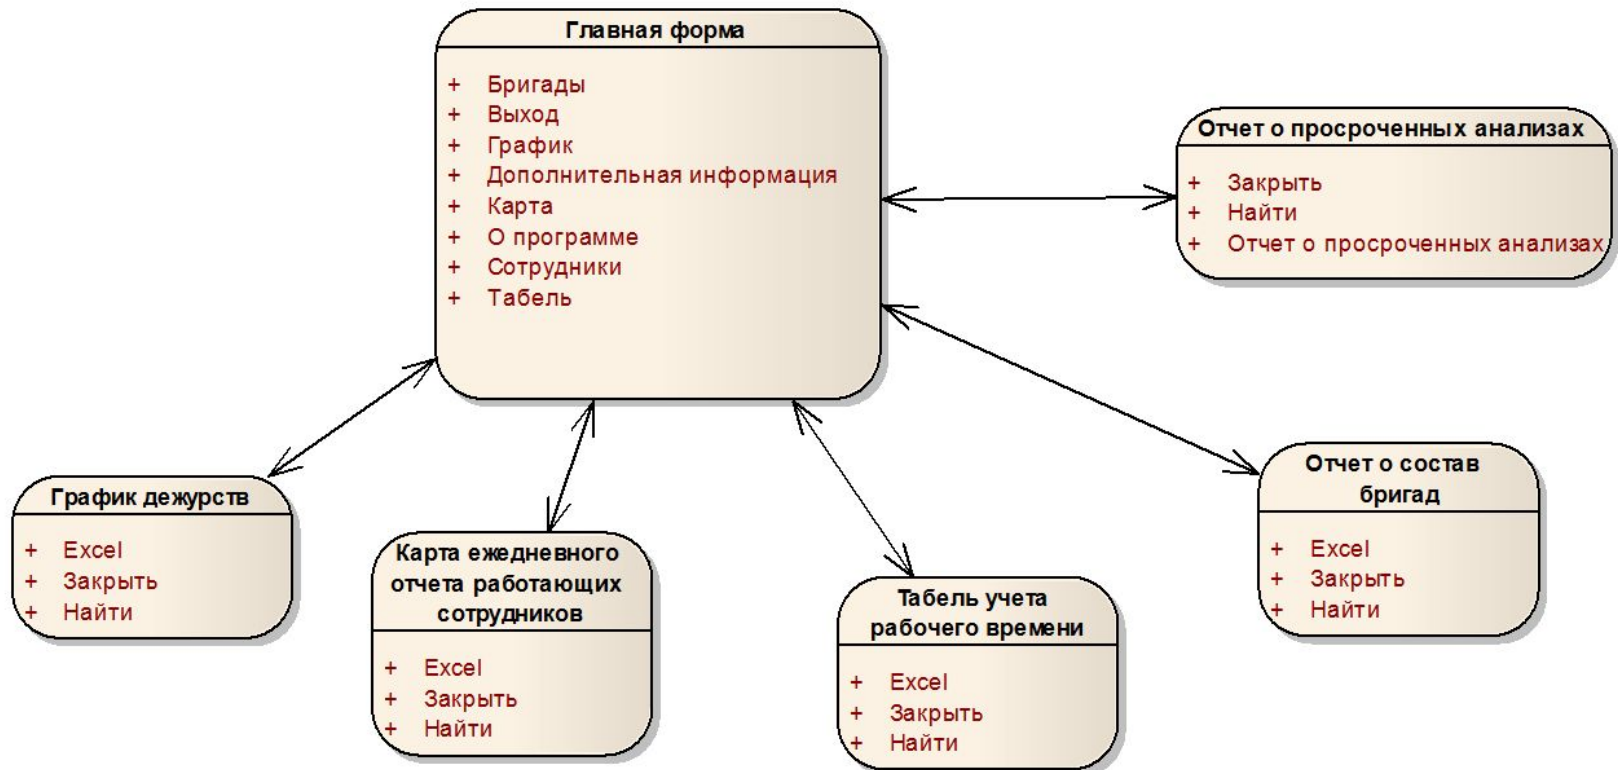 Главная форма
+ Бригады
+ Выход
+ График
+ Дополнительная информация
+ Карта
+ О программе
+ Сотрудники
+ Табель
Отчет о просроченных анализах
+ Закрыть
+ Найти
+ Отчет о просроченных анализах
График дежурств
+ Excel
+ Закрыть
+ Найти
Карта ежедневного
отчета работающих
сотрудников
+ Excel
+ Закрыть
+ Найти
Табель учета
рабочего времени
+ Excel
+ Закрыть
+ Найти
Отчет о состав
бригад
+ Excel
+ Закрыть
+ Найти